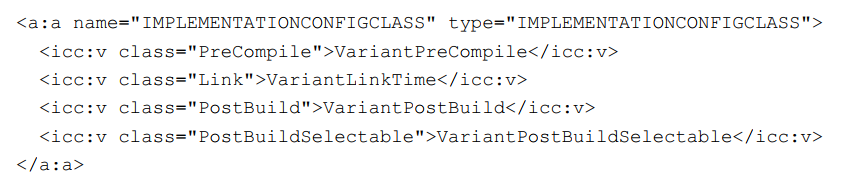 <a:a name="IMPLEMENTATIONCONFIGCLASS" type="IMPLEMENTATIONCONFIGCLASS">
  <icc:v class="PreCompile">VariantPreCompile</icc:v>
  <icc:v class="Link">VariantLinkTime</icc:v>
  <icc:v class="PostBuild">VariantPostBuild</icc:v>
  <icc:v class="PostBuildSelectable">VariantPostBuildSelectable</icc:v>
</a:a>